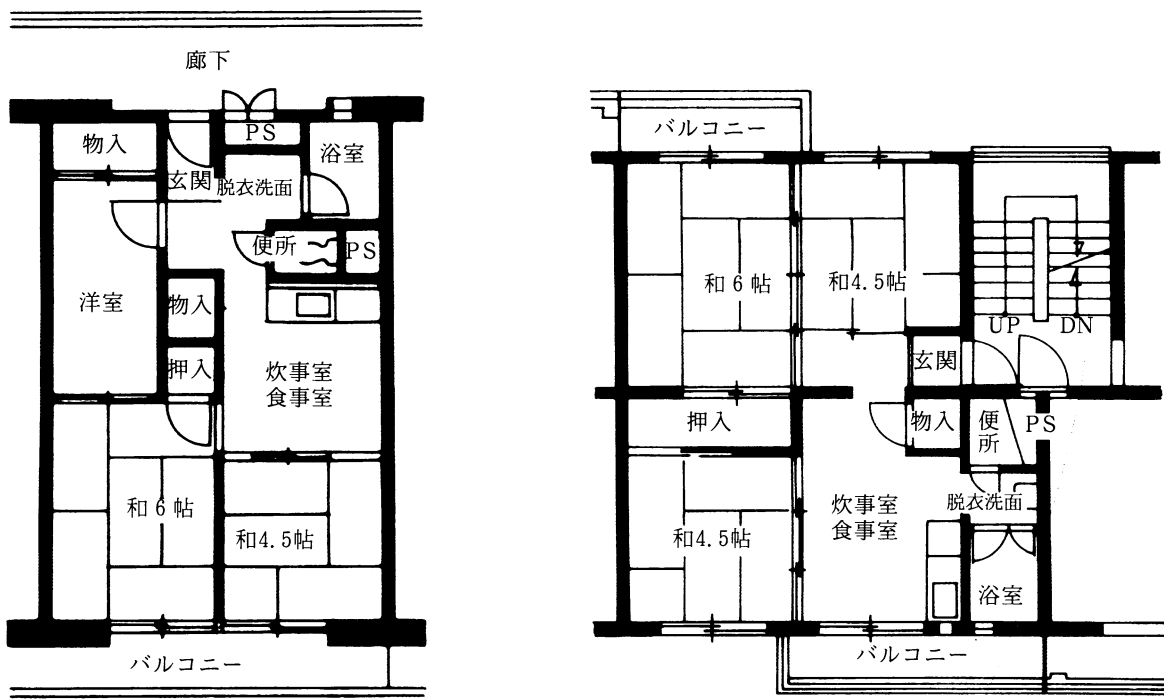 廊下
物入
PS
浴室
玄関
脱衣洗面
便所
PS
洋室
物入
押入
炊事室
食事室
和6帖
和4.5帖
バルコニー
バルコニー
和6帖
和4.5帖
UP
DN
玄関
押入
物入
便所
PS
和4.5帖
炊事室
食事室
脱衣洗面
浴室
バルコニー